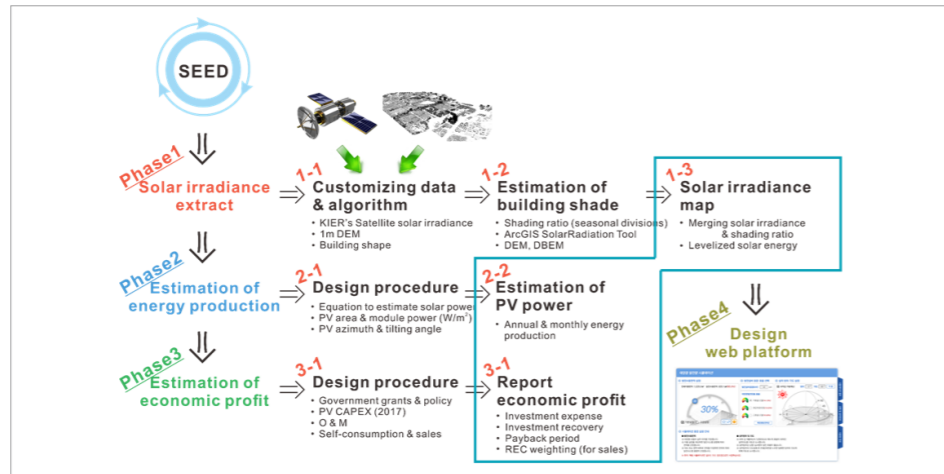 SEED
Phase1
Solar irradiance
extract
1-1
Customizing data
& algorithm
• KIER's Satellite solar irradiance
• 1m DEM
• Building shape
1-2
Estimation of
building shade
• Shading ratio (seasonal divisions)
• ArcGIS SolarRadiation Tool
• DEM, DBEM
1-3
Solar irradiance
map
• Merging solar irradiance
& shading ratio
• Levelized solar energy
Phase2
Estimation of
energy production
2-1
Design procedure
• Equation to estimate solar power
• PV area & module power (W/m²)
• PV azimuth & tilting angle
2-2
Estimation of
PV power
• Annual & monthly energy
production
Phase3
Estimation of
economic profit
3-1
Design procedure
• Government grants & policy
• PV CAPEX (2017)
• O & M
• Self-consumption & sales
3-1
Report
economic profit
• Investment expense
• Investment recovery
• Payback period
• REC weighting (for sales)
Phase4
Design
web platform
30%